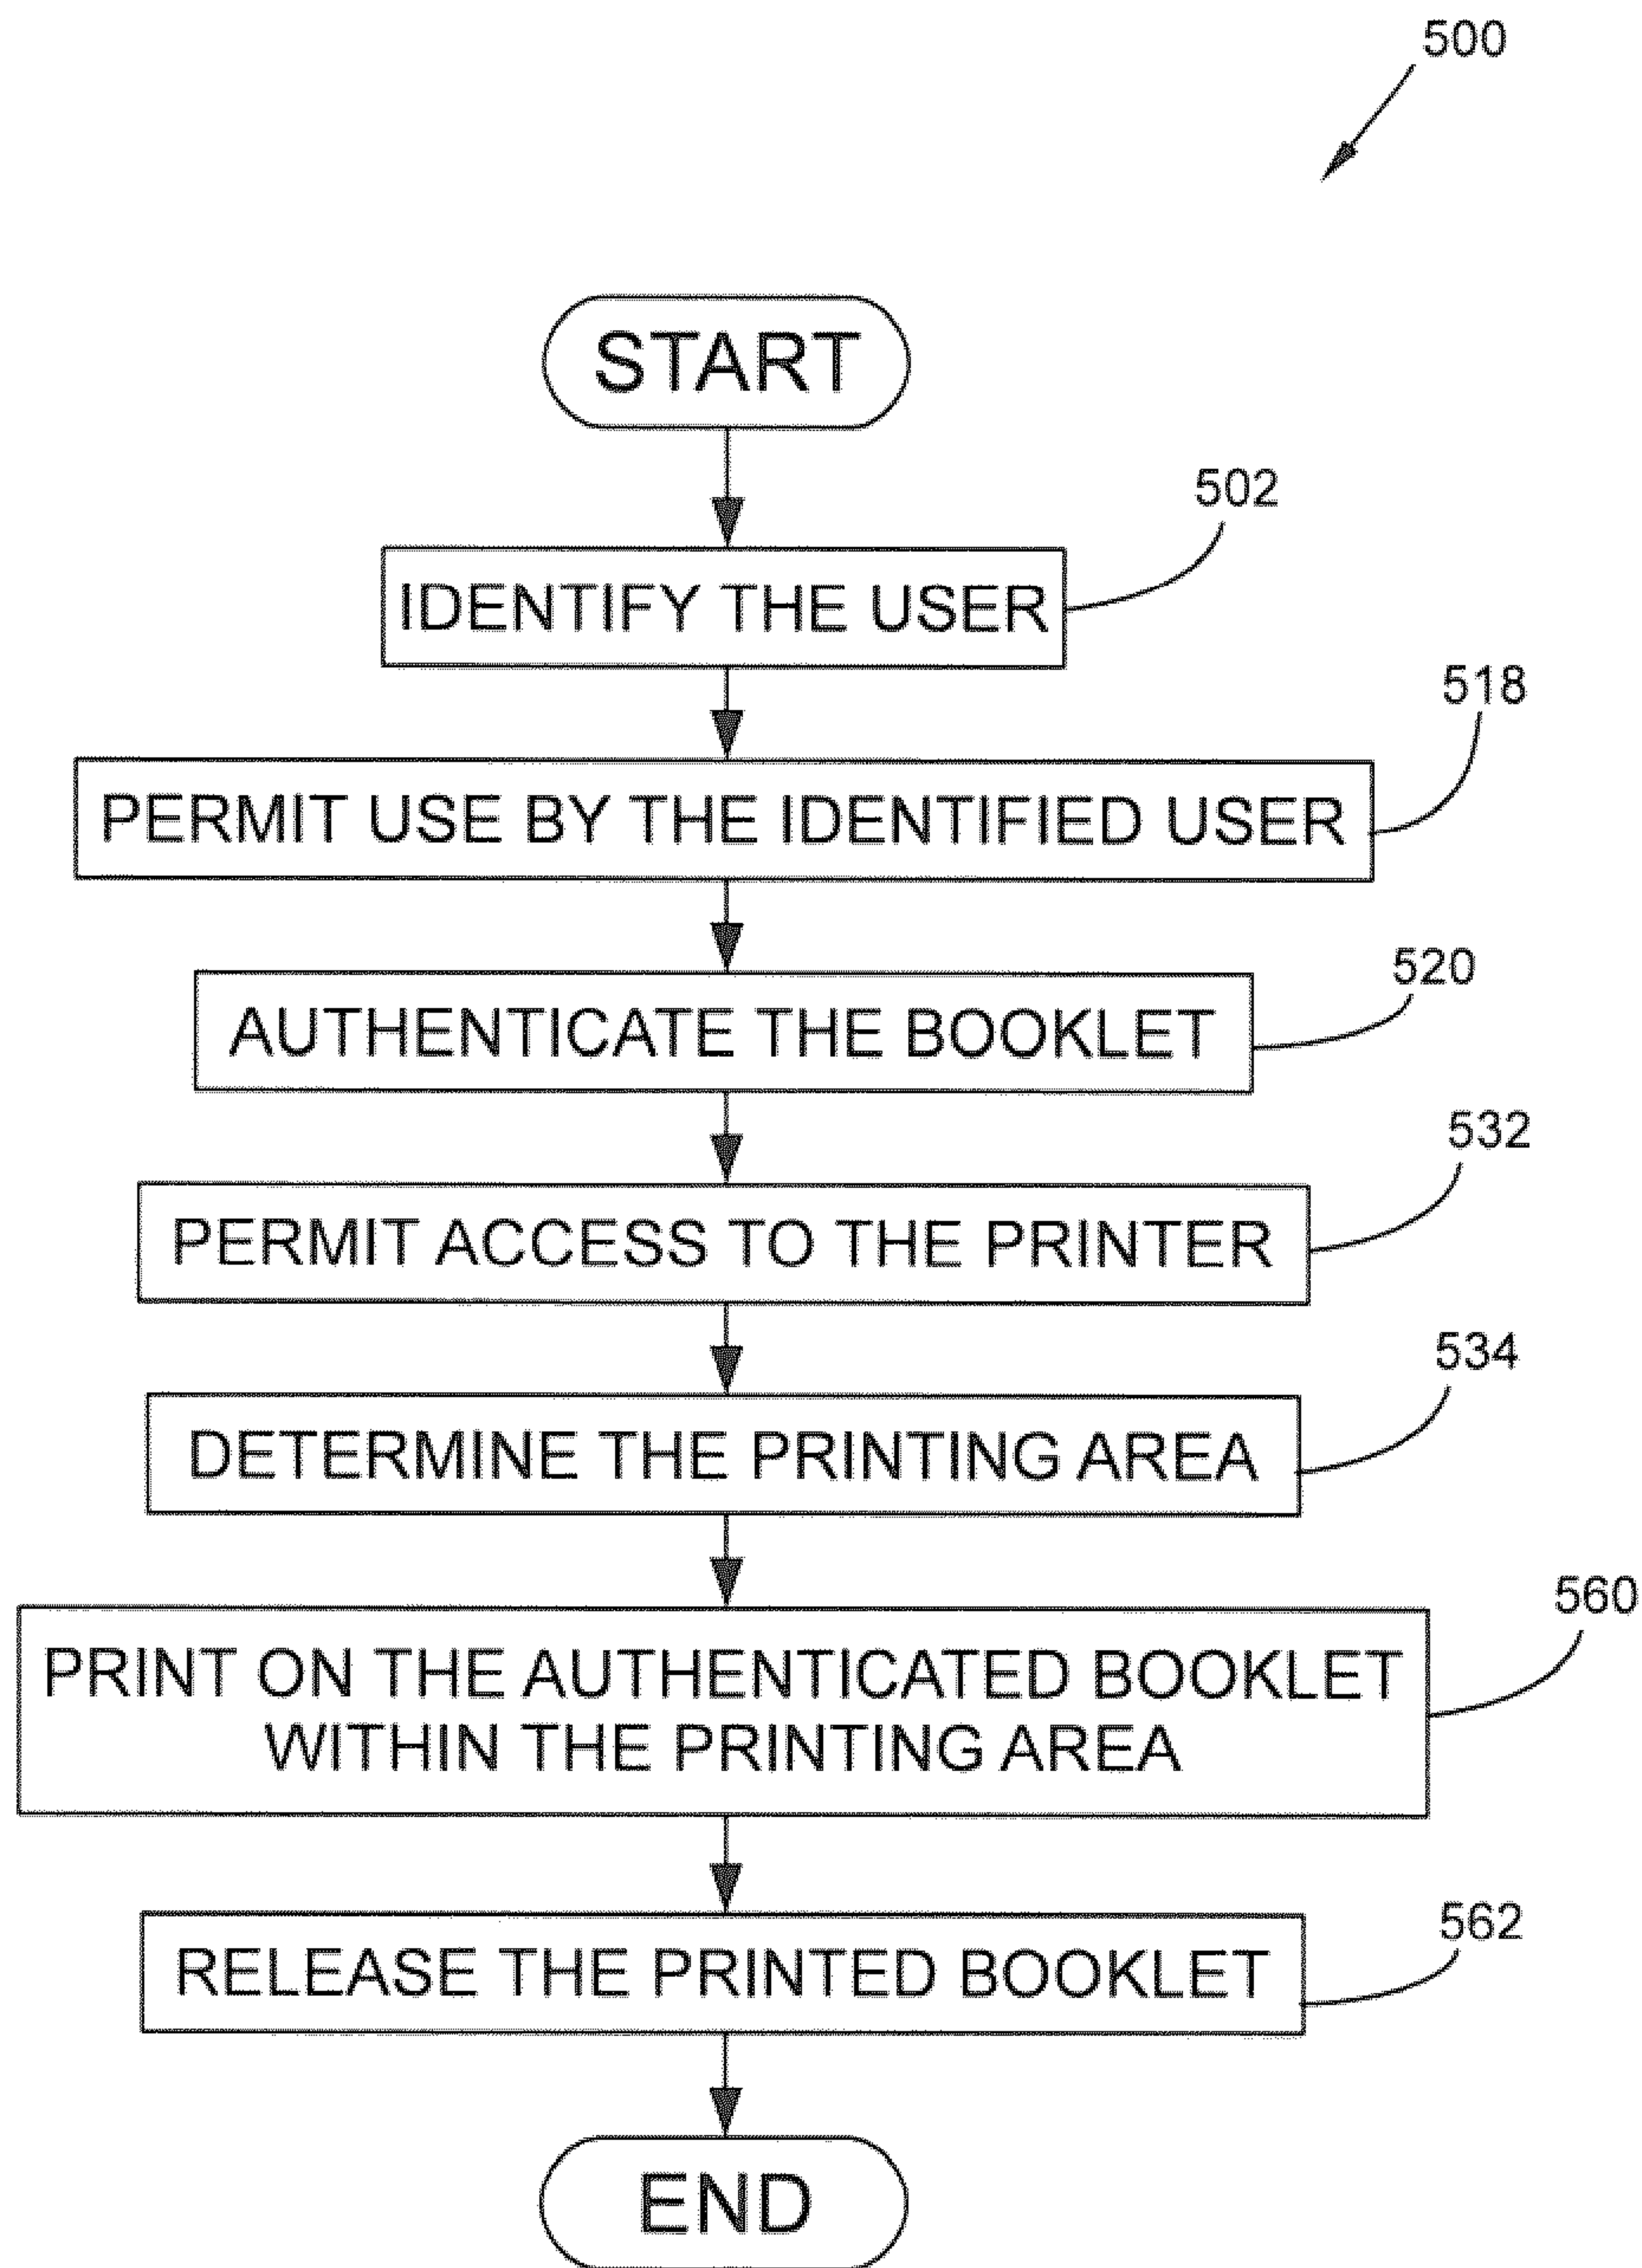 500
START
502
IDENTIFY THE USER
518
PERMIT USE BY THE IDENTIFIED USER
520
AUTHENTICATE THE BOOKLET
532
PERMIT ACCESS TO THE PRINTER
534
DETERMINE THE PRINTING AREA
560
PRINT ON THE AUTHENTICATED BOOKLET
WITHIN THE PRINTING AREA
562
RELEASE THE PRINTED BOOKLET
END